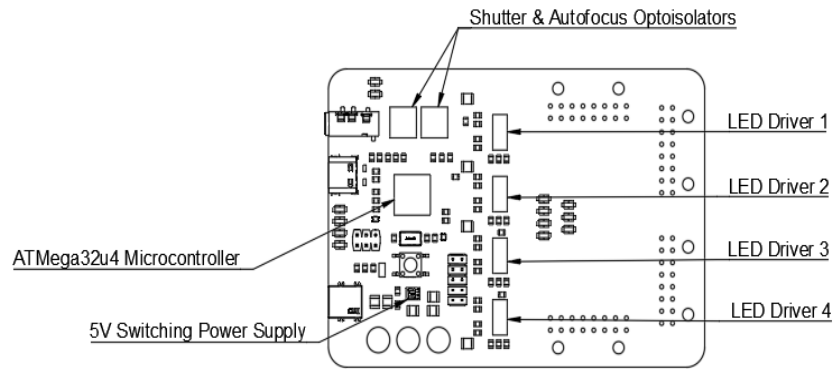 Shutter & Autofocus Optoisolators
LED Driver 1
LED Driver 2
LED Driver 3
ATMega32u4 Microcontroller
LED Driver 4
5V Switching Power Supply